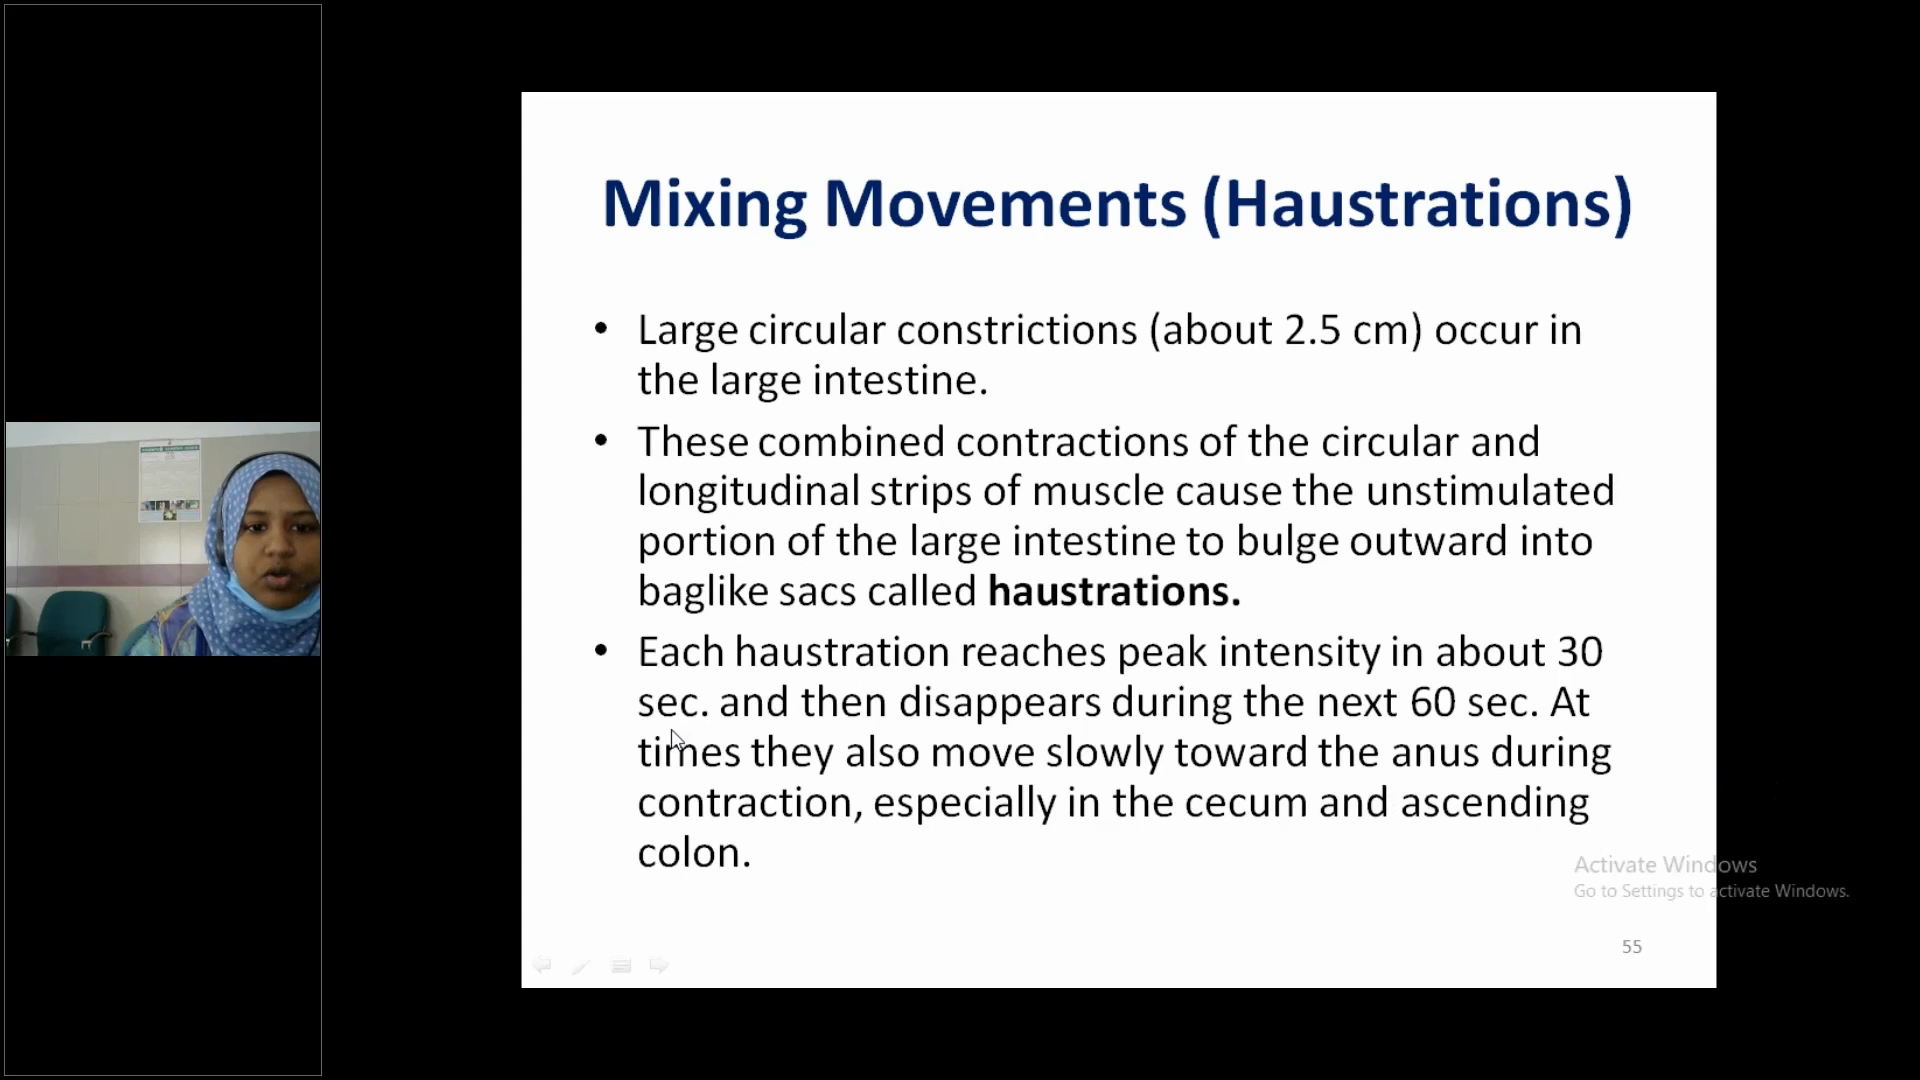 Mixing Movements (Haustrations)
• Large circular constrictions (about 2.5 cm) occur in
the large intestine.
• These combined contractions of the circular and
longitudinal strips of muscle cause the unstimulated
portion of the large intestine to bulge outward into
baglike sacs called haustrations.
• Each haustration reaches peak intensity in about 30
sec. and then disappears during the next 60 sec. At
times they also move slowly toward the anus during
contraction, especially in the cecum and ascending
colon.
Activate Windows
Go to Settings to activate Windows.
55